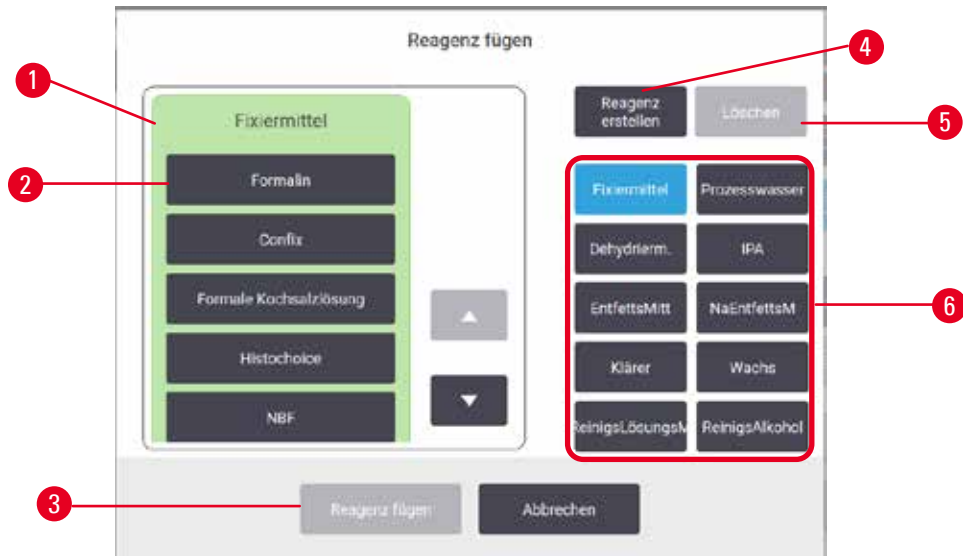 Reagenz fügen
4
1
Fixiermittel
Reagenz
erstellen
Löschen
5
2
Formalin
Fixiermittel
Prozesswasser
Confix
Dehydrierm.
IPA
Formale Kochsalzlösung
EntfettsMitt
NaEntfettsM
6
Histochoice
Klärer
Wachs
NBF
ReinigsLösungsM
ReinigsAlkohol
3
Reagenz fügen
Abbrechen